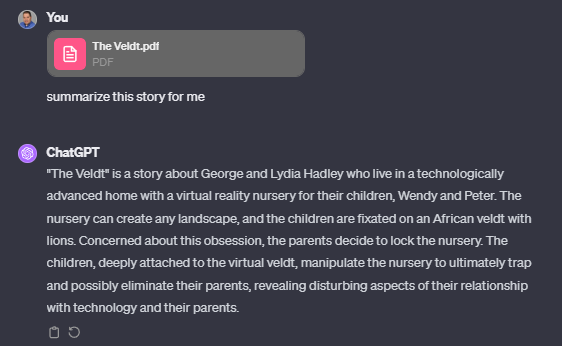 You
The Veldt.pdf
PDF
summarize this story for me
ChatGPT
"The Veldt" is a story about George and Lydia Hadley who live in a technologically
advanced home with a virtual reality nursery for their children, Wendy and Peter. The
nursery can create any landscape, and the children are fixated on an African veldt with
lions. Concerned about this obsession, the parents decide to lock the nursery. The
children, deeply attached to the virtual veldt, manipulate the nursery to ultimately trap
and possibly eliminate their parents, revealing disturbing aspects of their relationship
with technology and their parents.